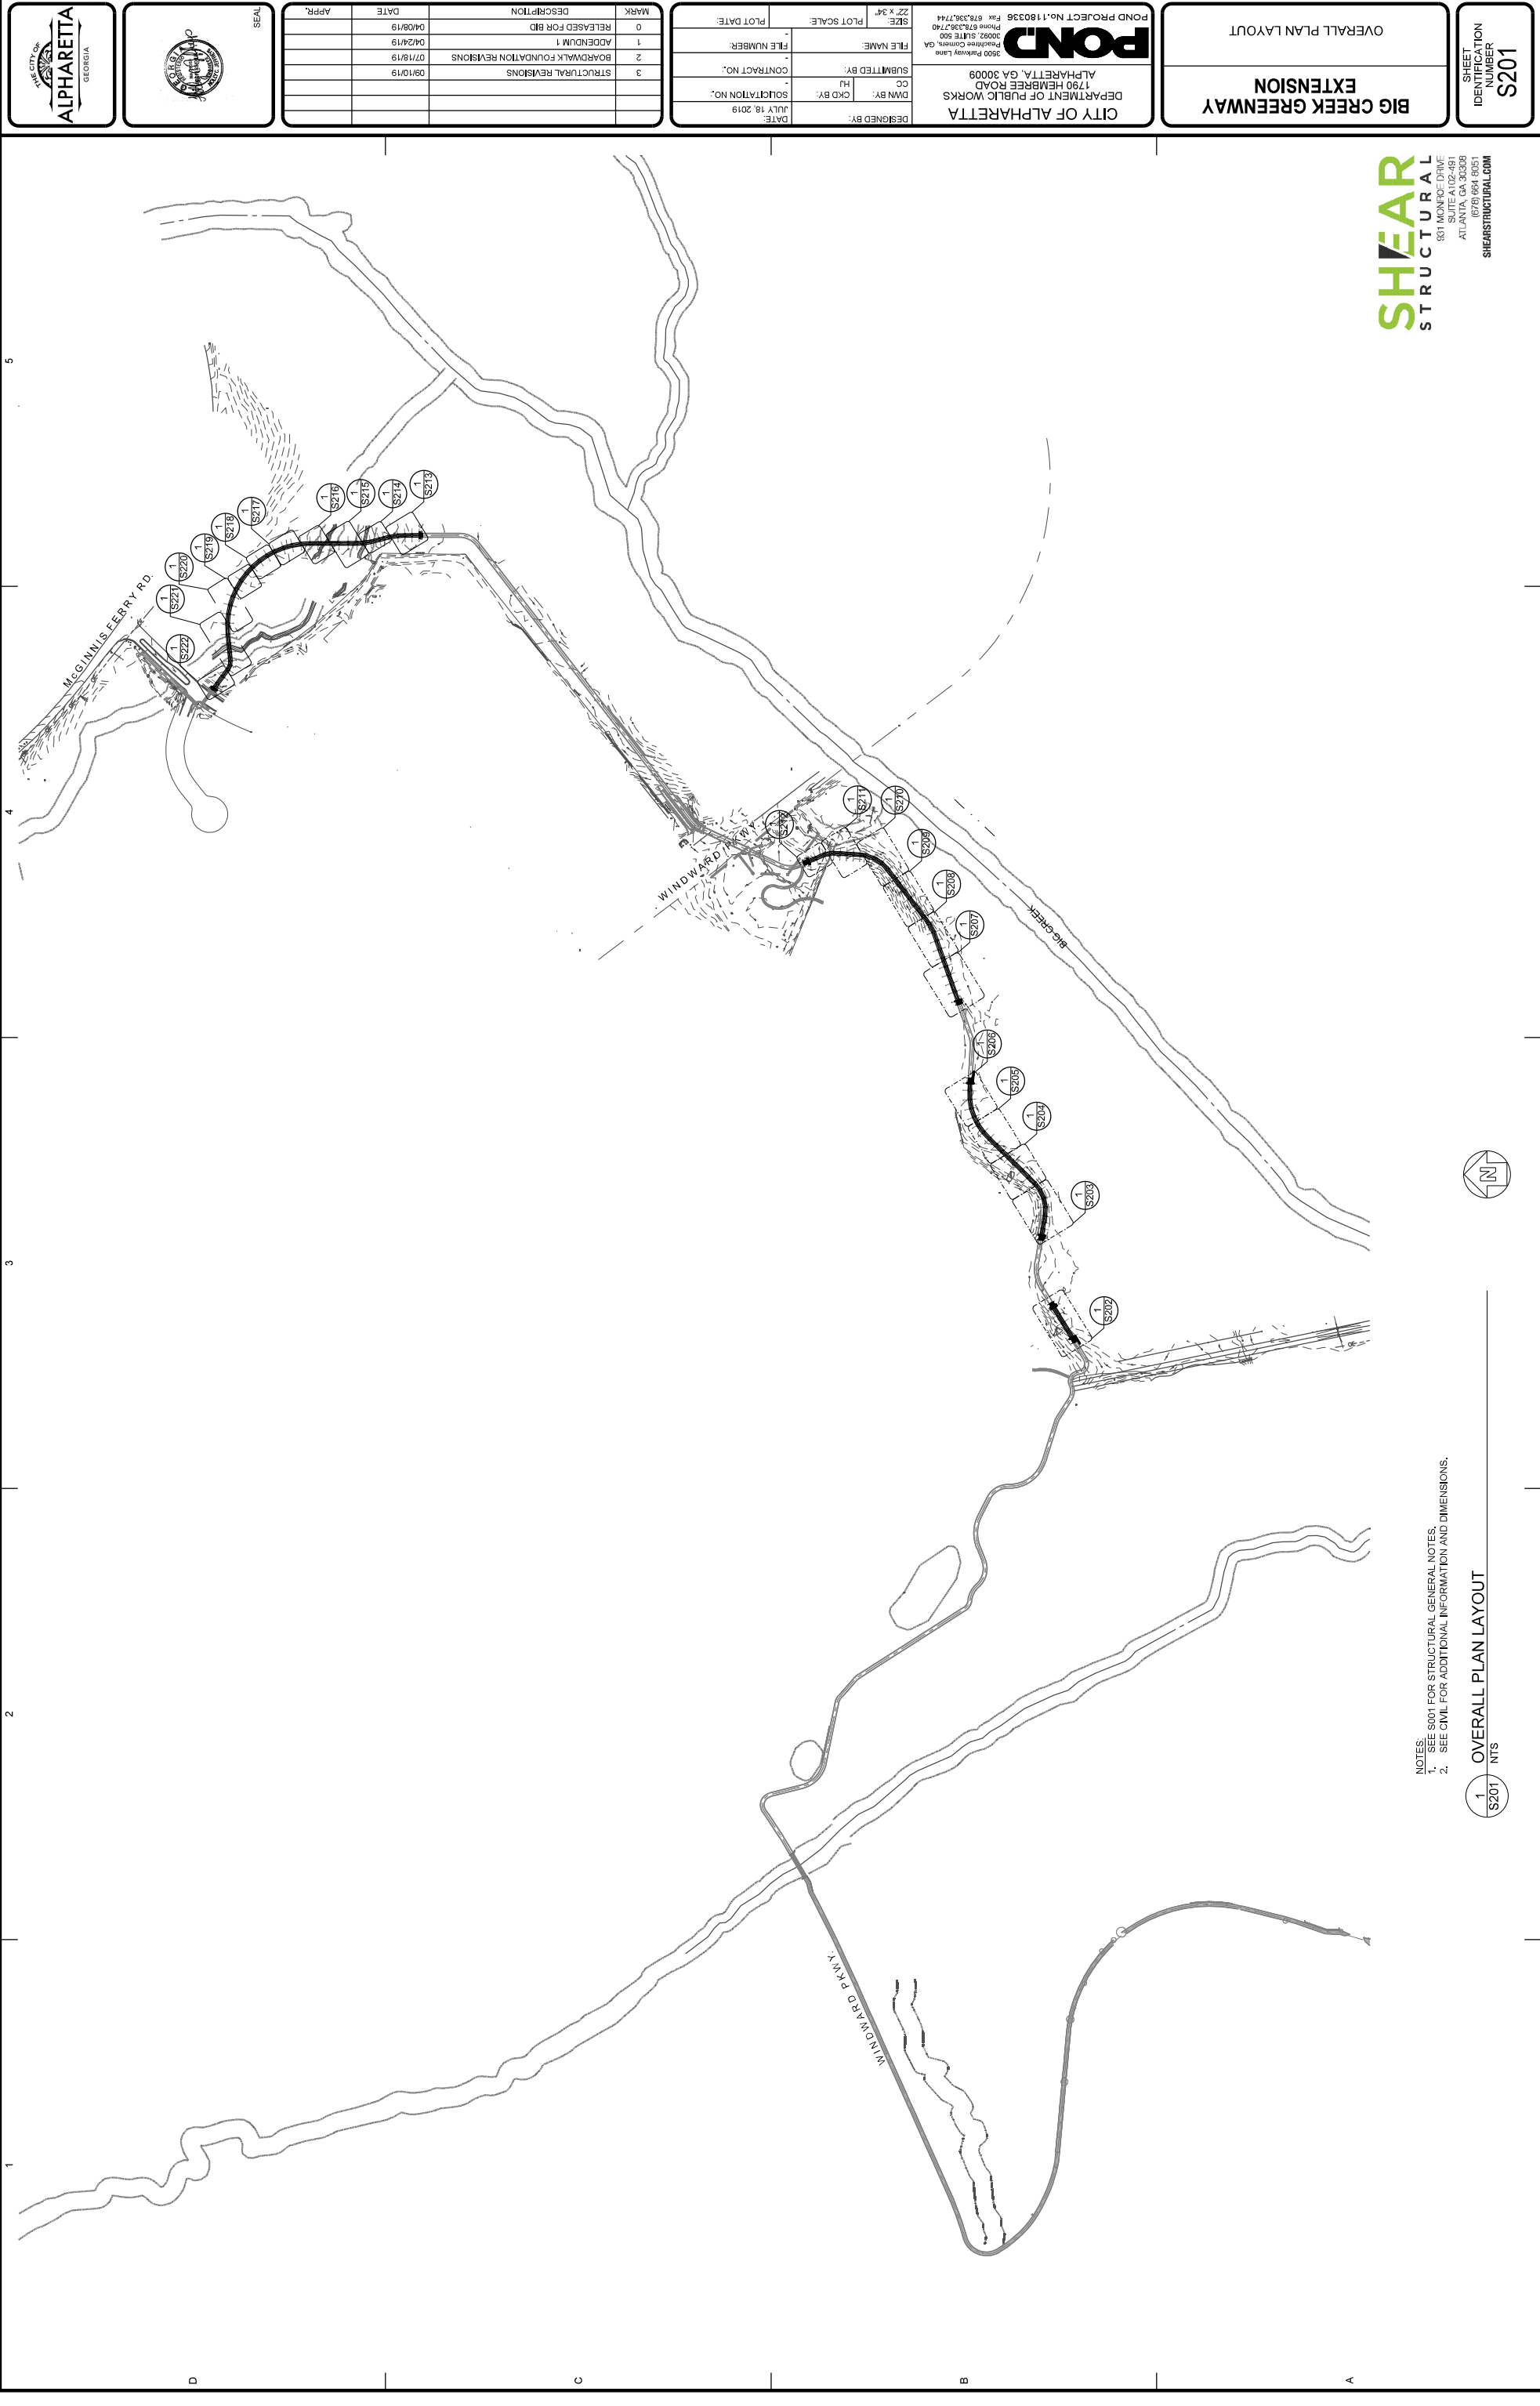 THE CITY OF
ALPHARETTA
GEORGIA
SEAL
MARK
DESCRIPTION
DATE
APPR.
0
RELEASED FOR BID
04/08/19
1
ADDENDUM 1
04/24/19
2
BOARDWALK FOUNDATION REVISIONS
07/18/19
3
STRUCTURAL REVISIONS
09/10/19
DESIGNED BY:
DATE:
JULY 18, 2019
DWN BY:
CC
CKD BY:
HJ
SOLICITATION NO.:
-
SUBMITTED BY:
CONTRACT NO.:
-
FILE NAME:
FILE NUMBER:
-
SIZE:
22" x 34"
PLOT SCALE:
PLOT DATE:
CITY OF ALPHARETTA
DEPARTMENT OF PUBLIC WORKS
1790 HEMBREE ROAD
ALPHARETTA, GA 30009
POND
3500 Parkway Lane
Peachtree Corners, GA
30092, SUITE 500
Phone 678.336.7740
Fax 678.336.7744
POND PROJECT No.:1180336
BIG CREEK GREENWAY
EXTENSION
OVERALL PLAN LAYOUT
SHEET
IDENTIFICATION
NUMBER
S201
SHEAR
STRUCTURAL
931 MONROE DRIVE
SUITE A102-491
ATLANTA, GA 30308
(678) 664 8051
SHEARSTRUCTURAL.COM
1
2
3
4
5
D
C
B
A
McGINNIS FERRY RD.
1
S222
1
S221
1
S220
1
S219
1
S218
1
S217
1
S216
1
S215
1
S214
1
S213
WINDWARD PKWY.
1
S212
1
S211
1
S210
1
S209
1
S208
1
S207
BIG CREEK
1
S206
1
S205
1
S204
1
S203
1
S202
WINDWARD PKWY.
N
NOTES:
1. SEE S001 FOR STRUCTURAL GENERAL NOTES.
2. SEE CIVIL FOR ADDITIONAL INFORMATION AND DIMENSIONS.
1
S201
OVERALL PLAN LAYOUT
NTS